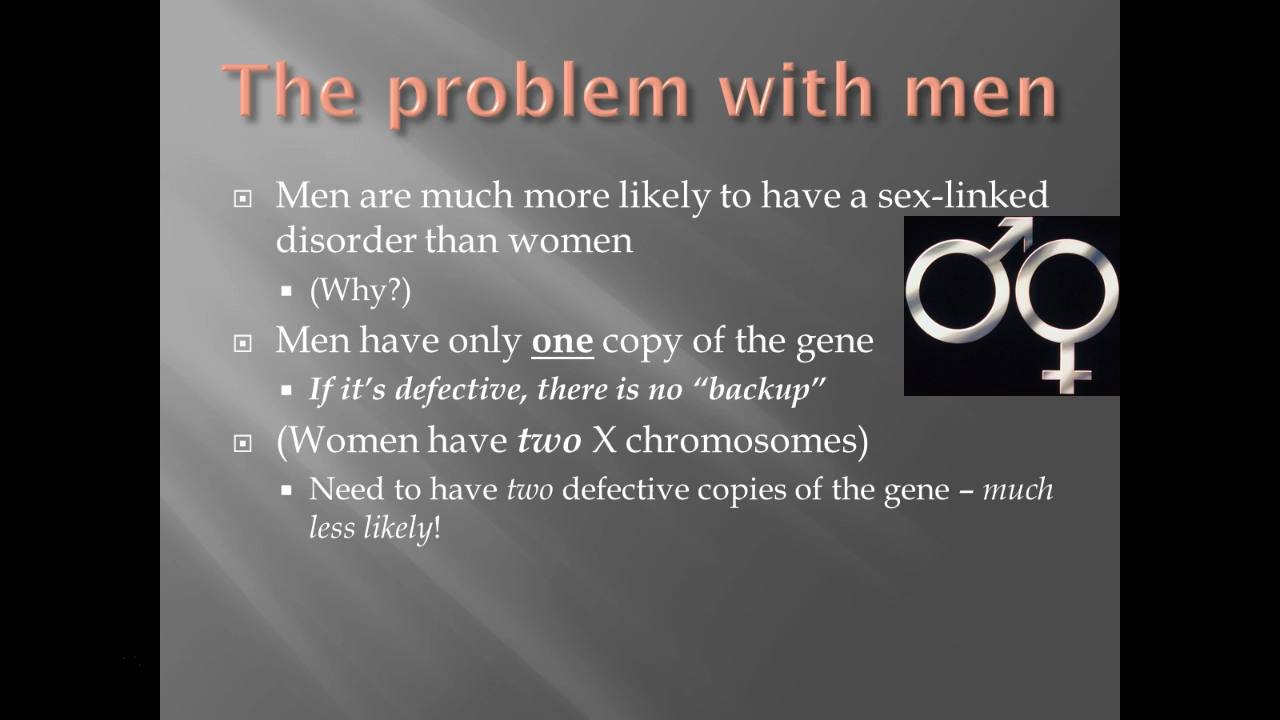 The problem with men
Men are much more likely to have a sex-linked
disorder than women
(Why?)
Men have only one copy of the gene
If it’s defective, there is no “backup”
(Women have two X chromosomes)
Need to have two defective copies of the gene – much
less likely!